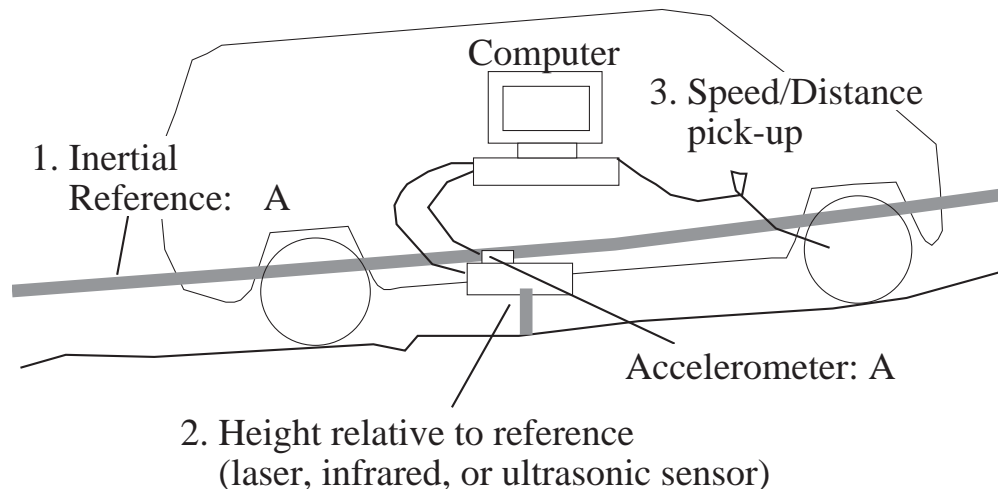 Computer
3. Speed/Distance
pick-up
1. Inertial
Reference: A
Accelerometer: A
2. Height relative to reference
(laser, infrared, or ultrasonic sensor)